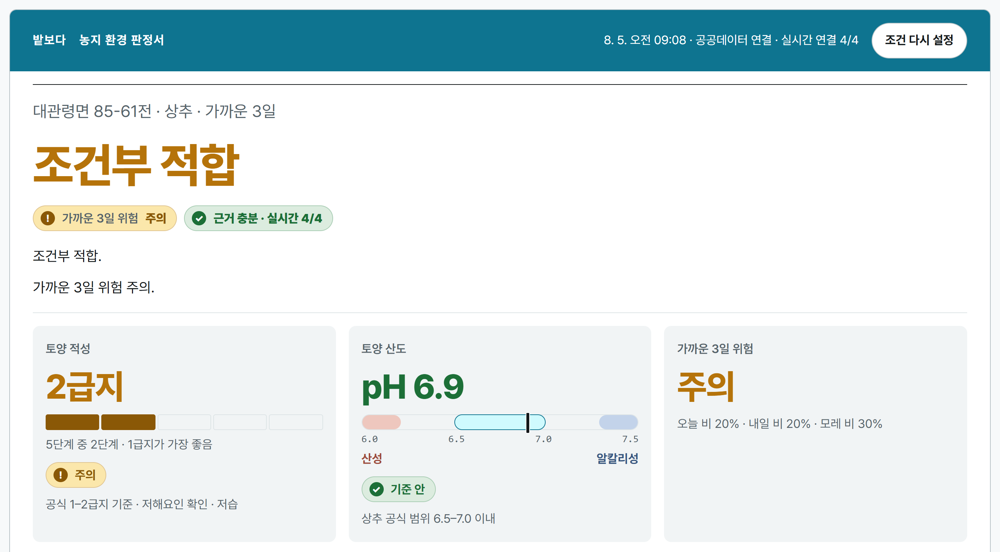 밭보다 농지 환경 판정서
8. 5. 오전 09:08 · 공공데이터 연결 · 실시간 연결 4/4
조건 다시 설정
대관령면 85-61전 · 상추 · 가까운 3일
조건부 적합
! 가까운 3일 위험 주의
근거 충분 · 실시간 4/4
조건부 적합.
가까운 3일 위험 주의.
토양 적성
2급지
5단계 중 2단계 · 1급지가 가장 좋음
! 주의
공식 1–2급지 기준 · 저해요인 확인 · 저습
토양 산도
pH 6.9
6.0 6.5 7.0 7.5
산성 알칼리성
기준 안
상추 공식 범위 6.5–7.0 이내
가까운 3일 위험
주의
오늘 비 20% · 내일 비 20% · 모레 비 30%